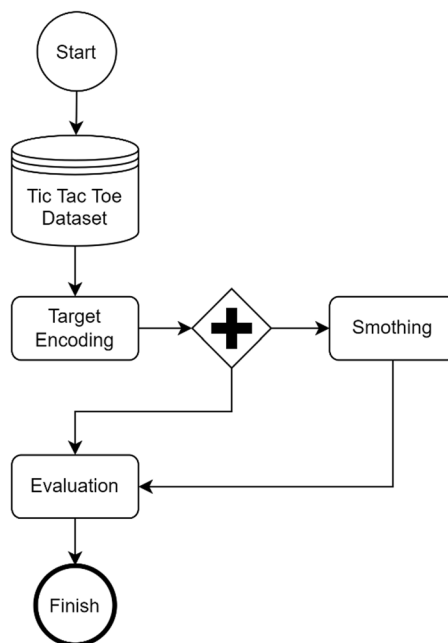 Start
Tic Tac Toe
Dataset
Target
Encoding
Smothing
Evaluation
Finish